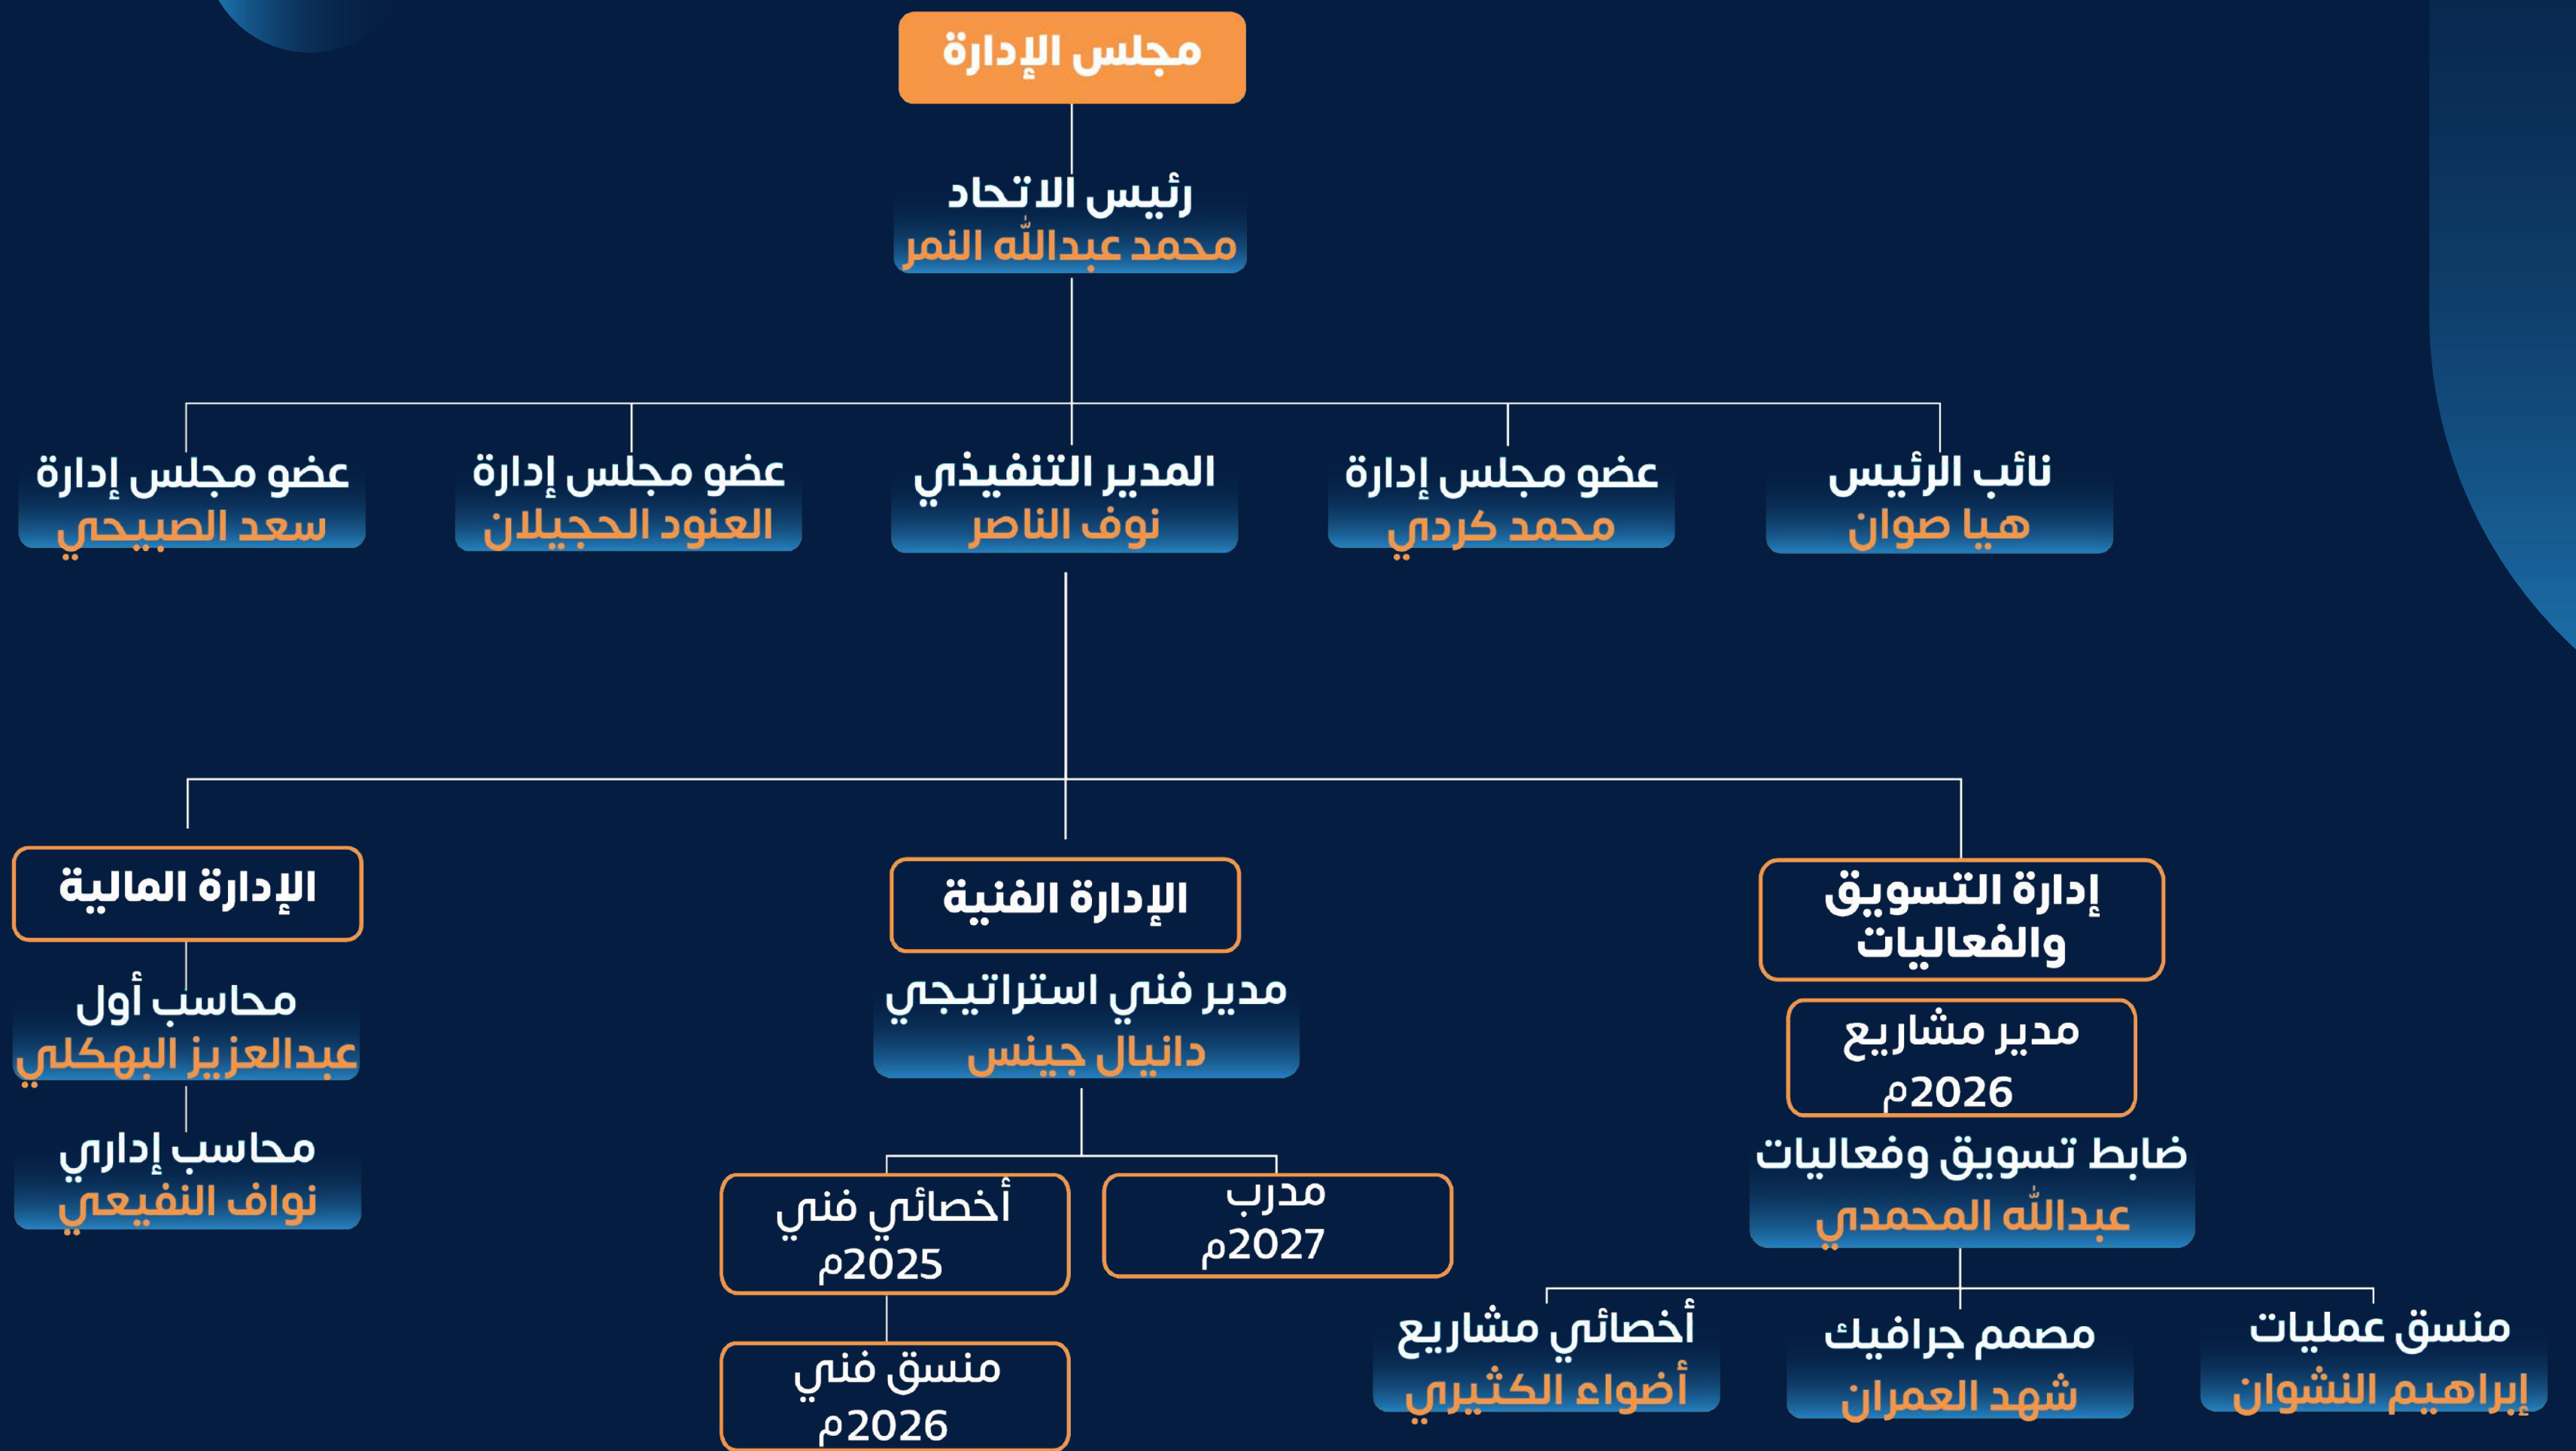 مجلس الإدارة
رئيس الاتحاد
محمد عبدالله النمر
نائب الرئيس
هيا صوان
عضو مجلس إدارة
محمد كردي
المدير التنفيذي
نوف الناصر
عضو مجلس إدارة
العنود الحجيلان
عضو مجلس إدارة
سعد الصبيحي
إدارة التسويق
والفعاليات
مدير مشاريع
2026م
ضابط تسويق وفعاليات
عبدالله المحمدي
منسق عمليات
إبراهيم النشوان
مصمم جرافيك
شهد العمران
أخصائي مشاريع
أضواء الكثيري
الإدارة الفنية
مدير فني استراتيجي
دانيال جينس
مدرب
2027م
أخصائي فني
2025م
منسق فني
2026م
الإدارة المالية
محاسب أول
عبدالعزيز البهكلي
محاسب إداري
نواف النفيعي